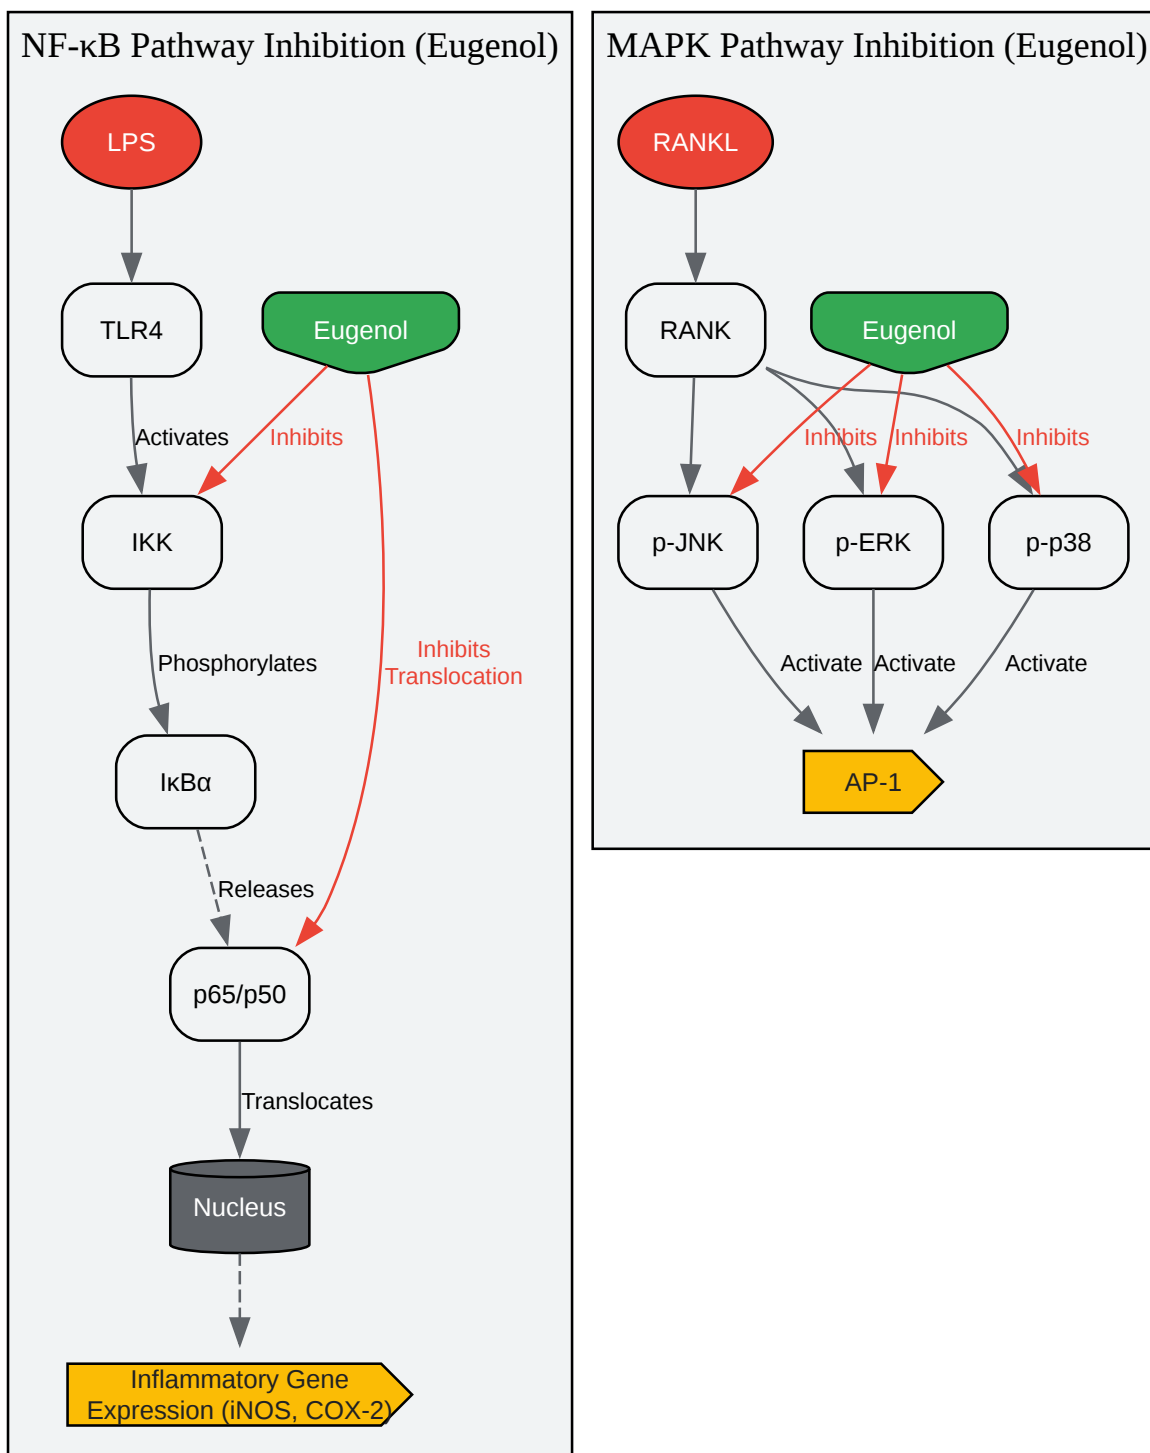 NF-κB Pathway Inhibition (Eugenol)
LPS
TLR4
Eugenol
Activates
Inhibits
IKK
Phosphorylates
Inhibits
Translocation
IκBα
Releases
p65/p50
Translocates
Nucleus
Inflammatory Gene
Expression (iNOS, COX-2)
MAPK Pathway Inhibition (Eugenol)
RANKL
RANK
Eugenol
Inhibits
Inhibits
Inhibits
p-JNK
p-ERK
p-p38
Activate
Activate
Activate
AP-1